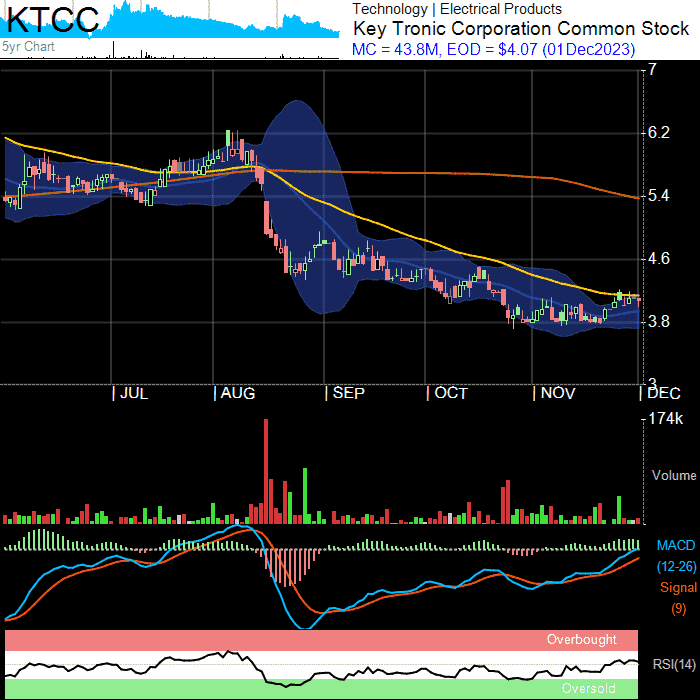 KTCC
5yr Chart
Technology | Electrical Products
Key Tronic Corporation Common Stock
MC = 43.8M, EOD = $4.07 (01Dec2023)
7
6.2
5.4
4.6
3.8
3
| JUL | AUG | SEP | OCT | NOV | DEC
174k
Volume
MACD
(12-26)
Signal
(9)
Overbought
RSI(14)
Oversold